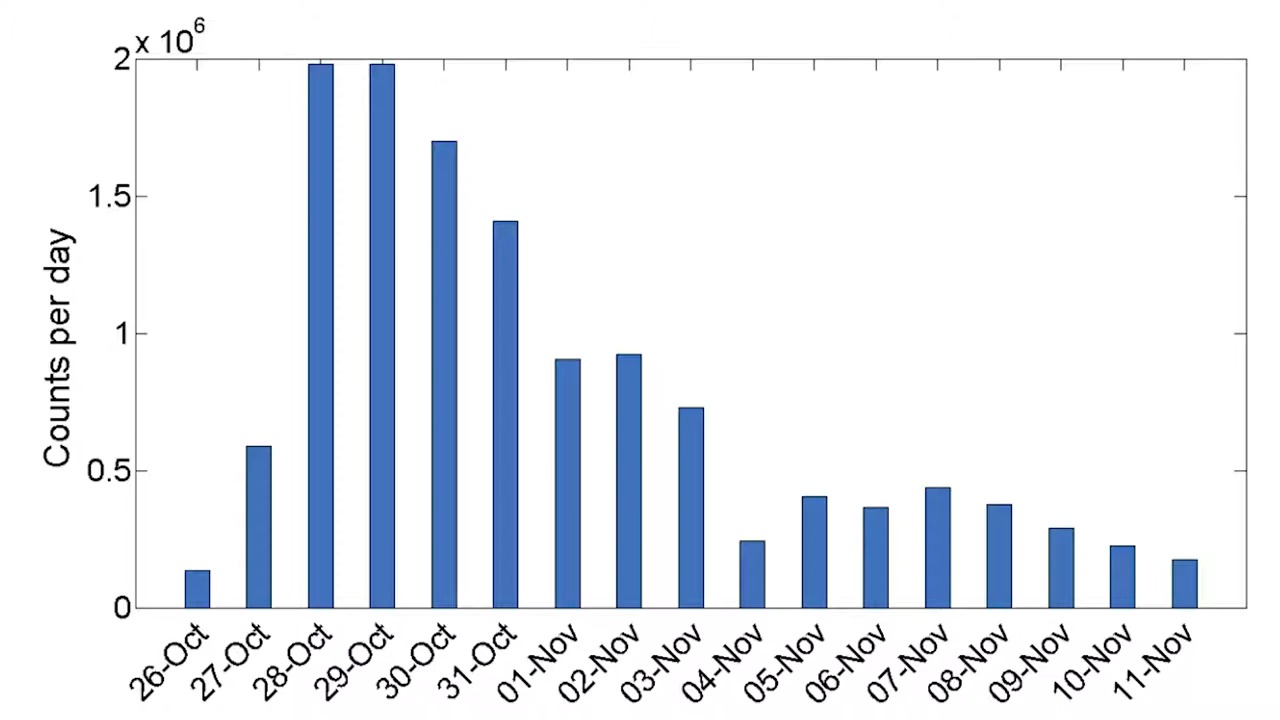 x 10⁶
2
1.5
1
0.5
0
Counts per day
26-Oct
27-Oct
28-Oct
29-Oct
30-Oct
31-Oct
01-Nov
02-Nov
03-Nov
04-Nov
05-Nov
06-Nov
07-Nov
08-Nov
09-Nov
10-Nov
11-Nov